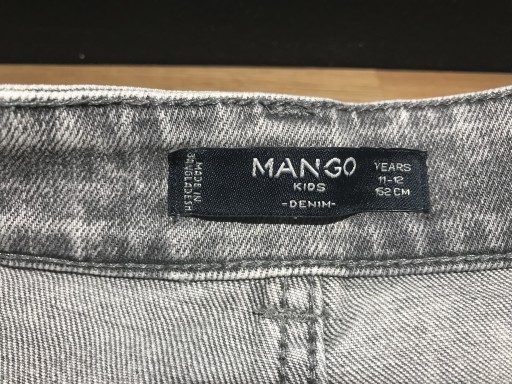 MADE IN
BANGLADESH
MANGO
KIDS
-DENIM-
YEARS
11-12
152 CM